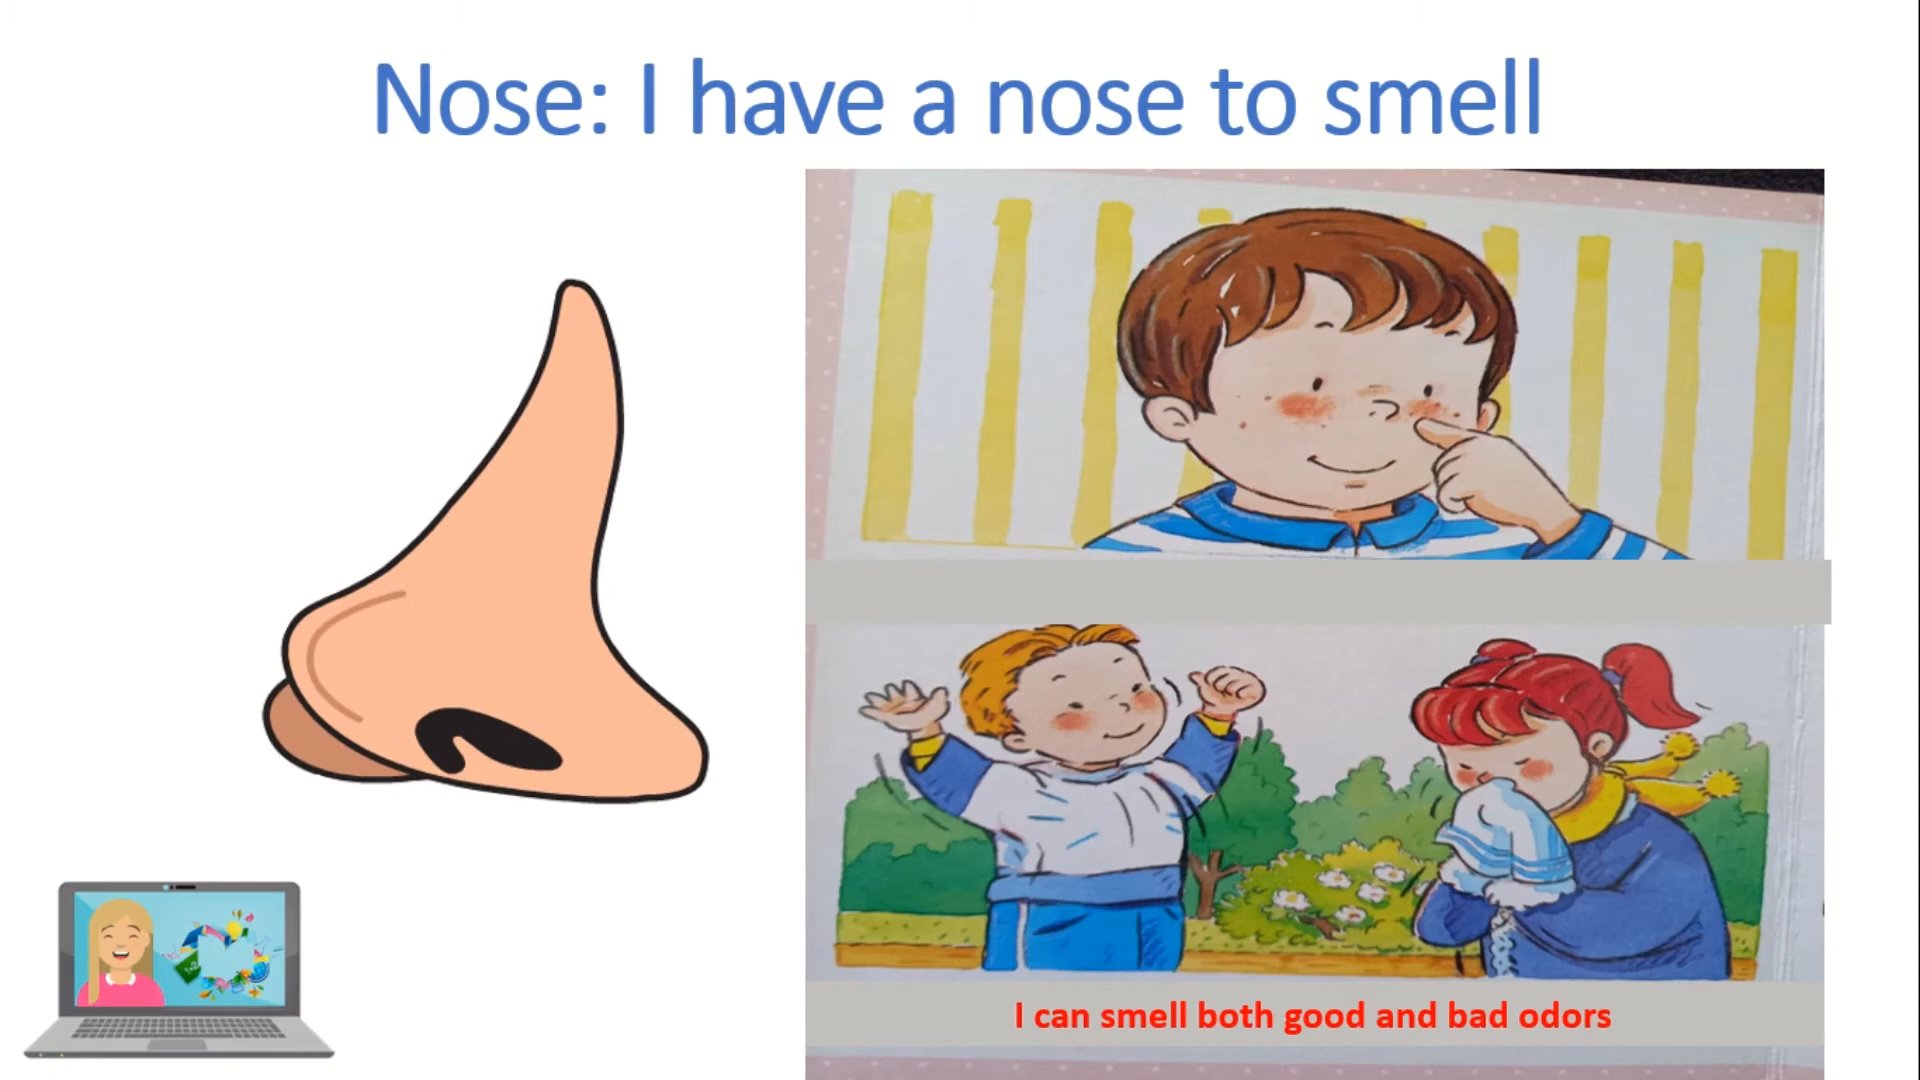 Nose: I have a nose to smell
I can smell both good and bad odors